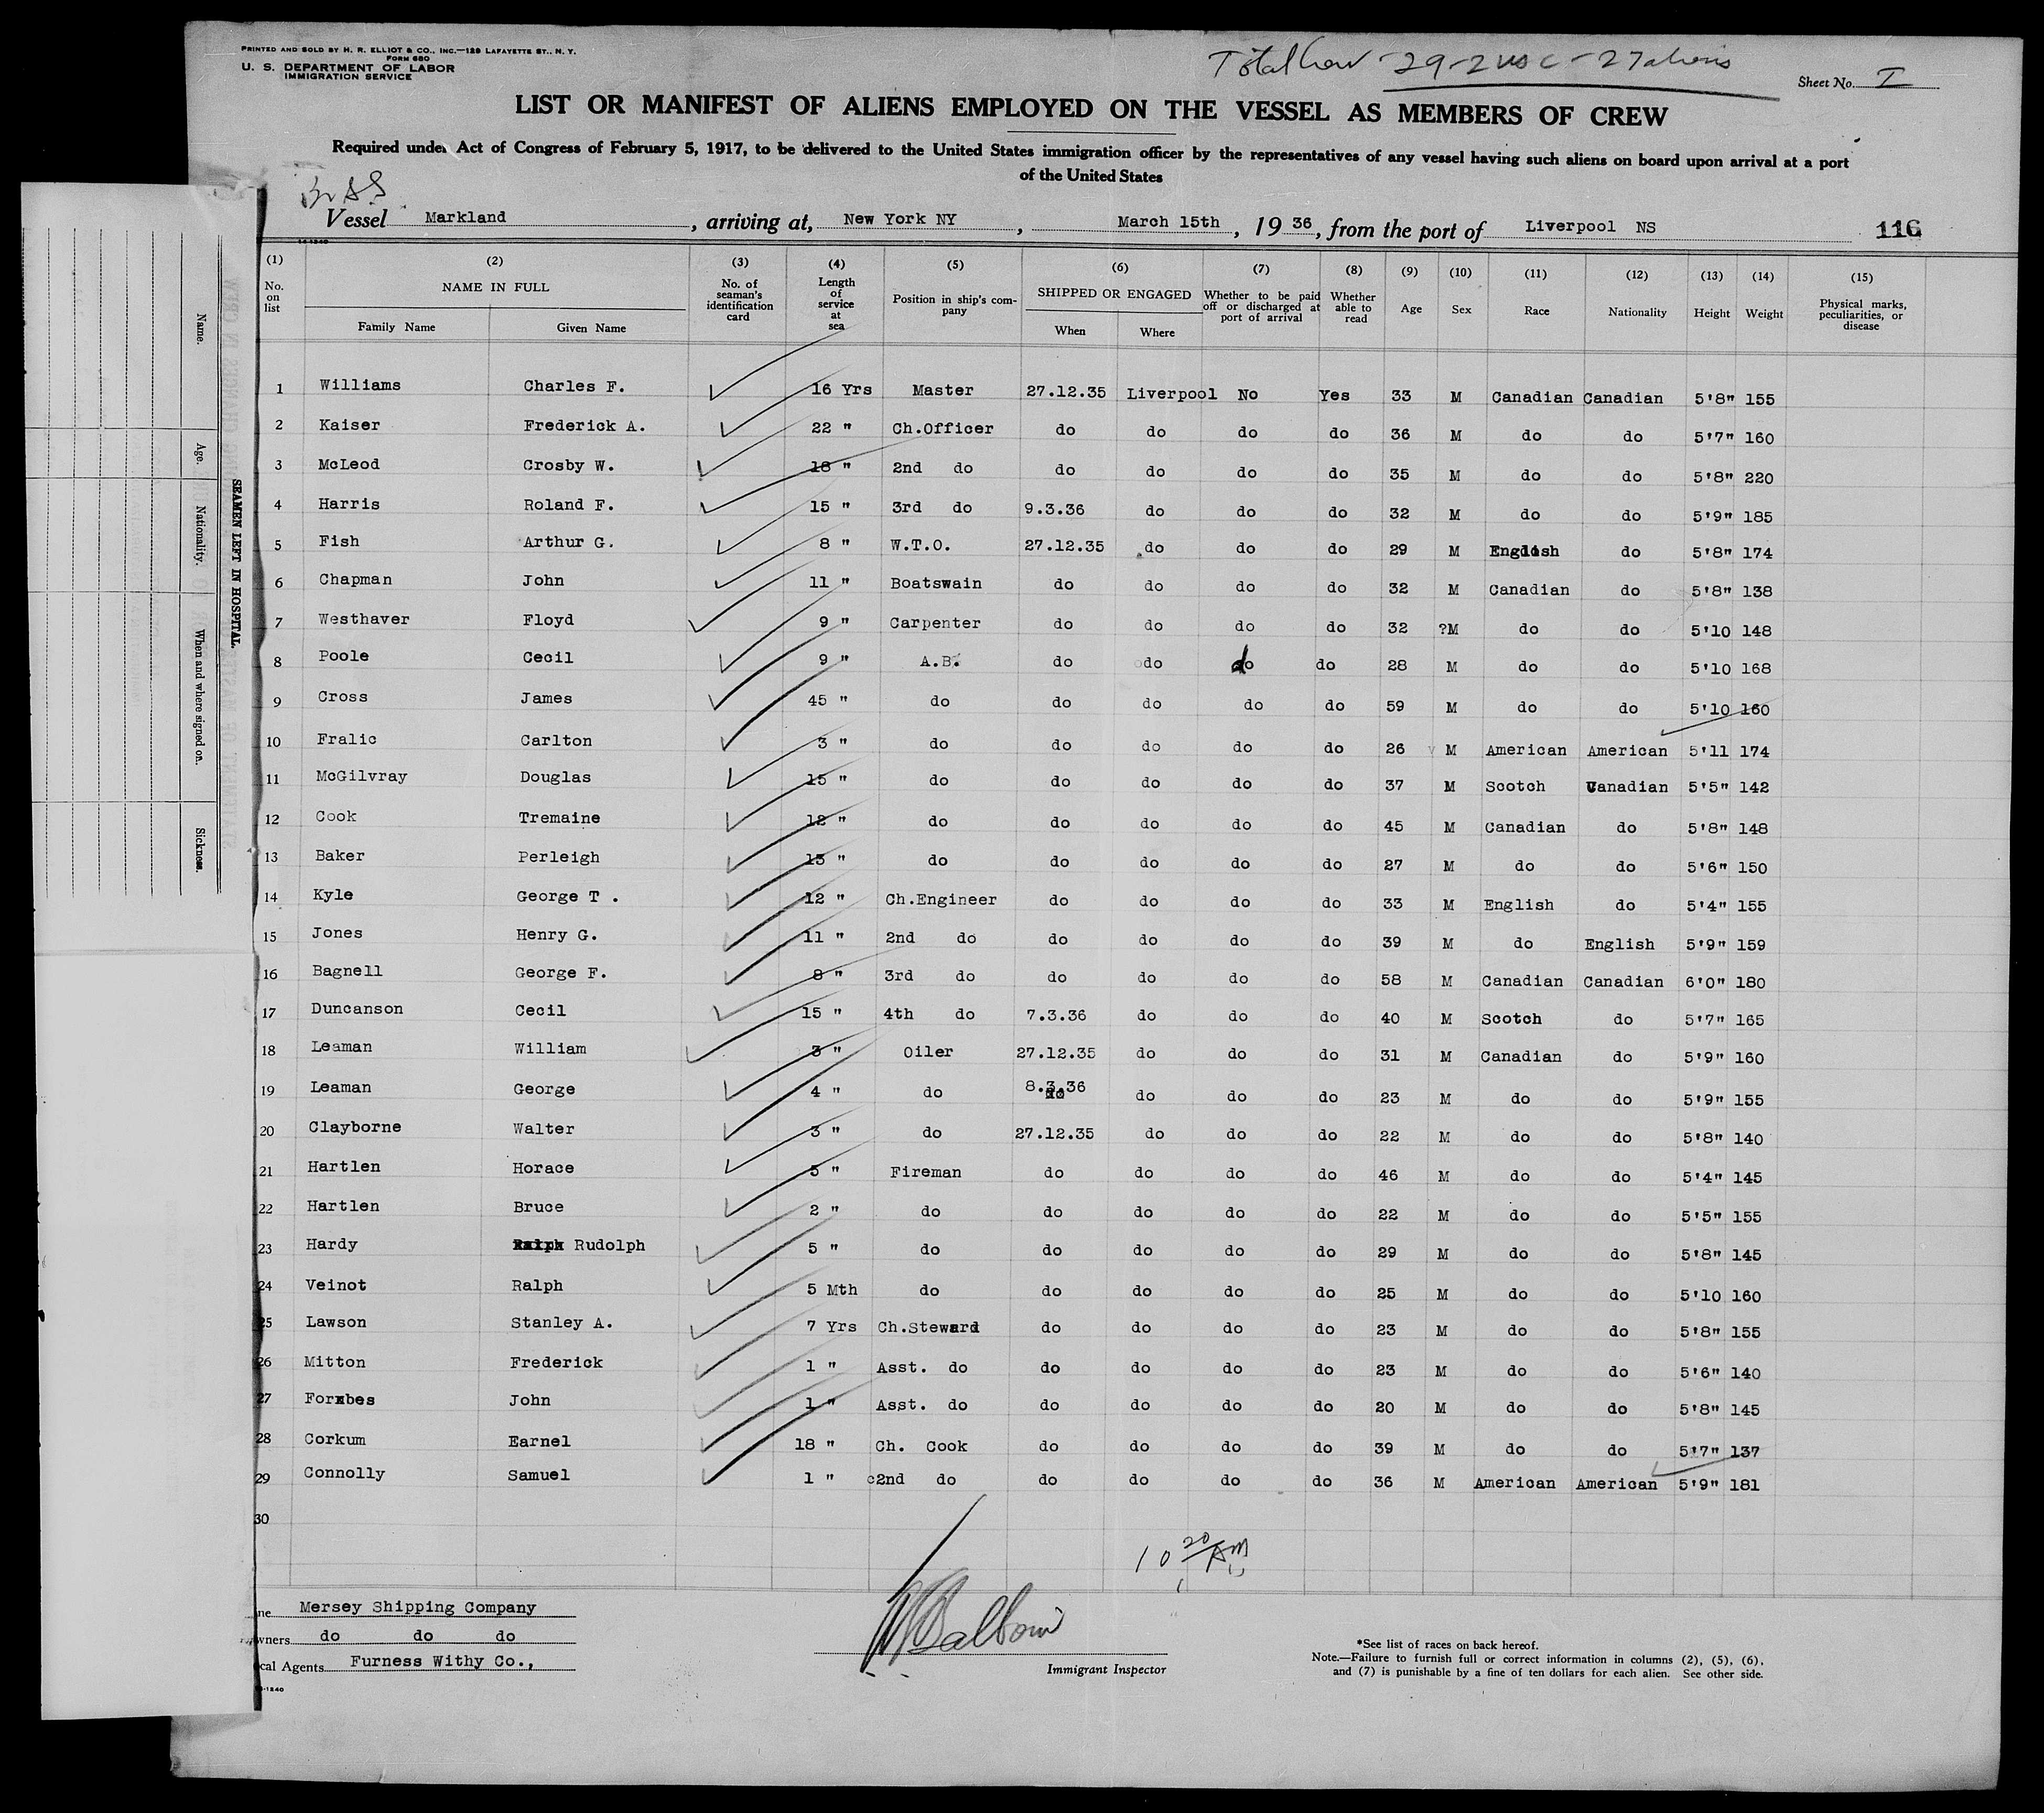 PRINTED AND SOLD BY H. R. ELLIOT & CO., INC.—129 LAFAYETTE ST., N. Y.
FORM 680
U. S. DEPARTMENT OF LABOR
IMMIGRATION SERVICE
Total Crew - 29 - 2 USC - 27 aliens
Sheet No. I
LIST OR MANIFEST OF ALIENS EMPLOYED ON THE VESSEL AS MEMBERS OF CREW
Required under Act of Congress of February 5, 1917, to be delivered to the United States immigration officer by the representatives of any vessel having such aliens on board upon arrival at a port
of the United States
Br SS
Vessel Markland, arriving at, New York NY, March 15th, 19 36, from the port of Liverpool NS 116
14-1240
(1) (2) (3) (4) (5) (6) (7) (8) (9) (10) (11) (12) (13) (14) (15)
No. on list NAME IN FULL Family Name Given Name No. of seaman's identification card Length of service at sea Position in ship's company SHIPPED OR ENGAGED When Where Whether to be paid off or discharged at port of arrival Whether able to read Age Sex Race Nationality Height Weight Physical marks, peculiarities, or disease
1 Williams Charles F. 16 Yrs Master 27.12.35 Liverpool No Yes 33 M Canadian Canadian 5'8" 155
2 Kaiser Frederick A. 22 " Ch.Officer do do do do 36 M do do 5'7" 160
3 McLeod Crosby W. 18 " 2nd do do do do do 35 M do do 5'8" 220
4 Harris Roland F. 15 " 3rd do 9.3.36 do do do 32 M do do 5'9" 185
5 Fish Arthur G. 8 " W.T.O. 27.12.35 do do do 29 M English do 5'8" 174
6 Chapman John 11 " Boatswain do do do do 32 M Canadian do 5'8" 138
7 Westhaver Floyd 9 " Carpenter do do do do 32 ?M do do 5'10 148
8 Poole Cecil 9 " A.B. do do do do 28 M do do 5'10 168
9 Cross James 45 " do do do do do 59 M do do 5'10 160
10 Fralic Carlton 3 " do do do do do 26 M American American 5'11 174
11 McGilvray Douglas 15 " do do do do do 37 M Scotch Canadian 5'5" 142
12 Cook Tremaine 12 " do do do do do 45 M Canadian do 5'8" 148
13 Baker Perleigh 13 " do do do do do 27 M do do 5'6" 150
14 Kyle George T . 12 " Ch.Engineer do do do do 33 M English do 5'4" 155
15 Jones Henry G. 11 " 2nd do do do do do 39 M do English 5'9" 159
16 Bagnell George F. 8 " 3rd do do do do do 58 M Canadian Canadian 6'0" 180
17 Duncanson Cecil 15 " 4th do 7.3.36 do do do 40 M Scotch do 5'7" 165
18 Leaman William 3 " Oiler 27.12.35 do do do 31 M Canadian do 5'9" 160
19 Leaman George 4 " do 8.3.36 do do do 23 M do do 5'9" 155
20 Clayborne Walter 3 " do 27.12.35 do do do 22 M do do 5'8" 140
21 Hartlen Horace 5 " Fireman do do do do 46 M do do 5'4" 145
22 Hartlen Bruce 2 " do do do do do 22 M do do 5'5" 155
23 Hardy Ralph Rudolph 5 " do do do do do 29 M do do 5'8" 145
24 Veinot Ralph 5 Mth do do do do do 25 M do do 5'10 160
25 Lawson Stanley A. 7 Yrs Ch.Steward do do do do 23 M do do 5'8" 155
26 Mitton Frederick 1 " Asst. do do do do do 23 M do do 5'6" 140
27 Forxbes John 1 " Asst. do do do do do 20 M do do 5'8" 145
28 Corkum Earnel 18 " Ch. Cook do do do do 39 M do do 5'7" 137
29 Connolly Samuel 1 " 2nd do do do do do 36 M American American 5'9" 181
30
10 20/AM
ne Mersey Shipping Company
wners do do do
cal Agents Furness Withy Co.,
-1240
Immigrant Inspector
*See list of races on back hereof.
Note.—Failure to furnish full or correct information in columns (2), (5), (6),
and (7) is punishable by a fine of ten dollars for each alien. See other side.
SEAMEN LEFT IN HOSPITAL.
Name. Age. Nationality. When and where signed on. Sickness.